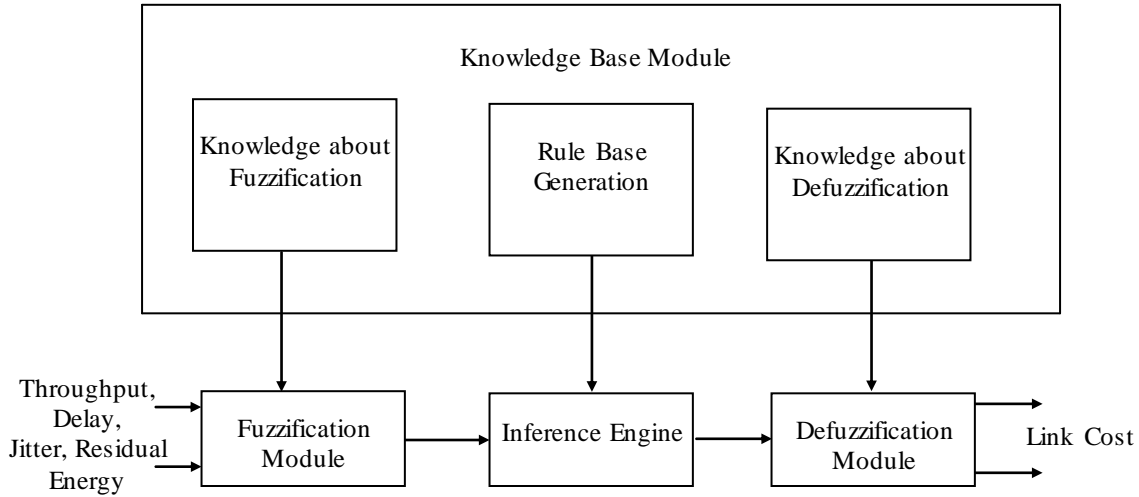 Knowledge Base Module
Knowledge about
Fuzzification
Rule Base
Generation
Knowledge about
Defuzzification
Throughput,
Delay,
Jitter, Residual
Energy
Fuzzification
Module
Inference Engine
Defuzzification
Module
Link Cost